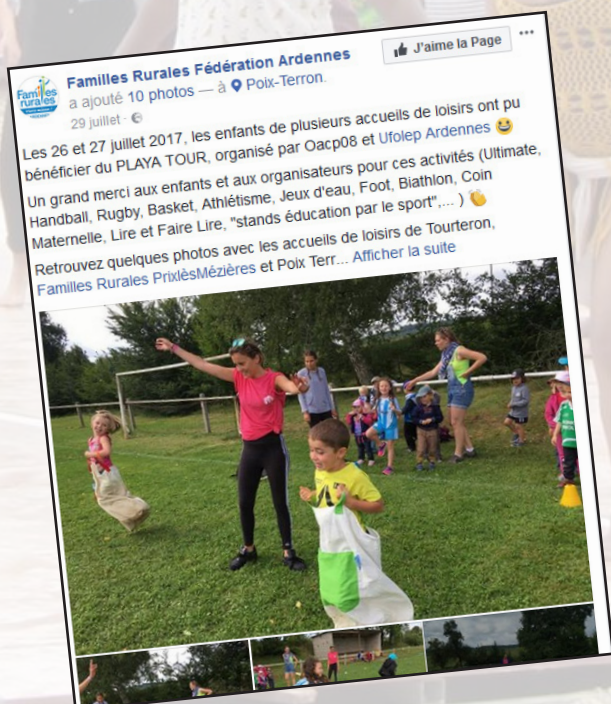 Familles rurales
Familles Rurales Fédération Ardennes
a ajouté 10 photos — à Poix-Terron.
29 juillet ·
J'aime la Page
Les 26 et 27 juillet 2017, les enfants de plusieurs accueils de loisirs ont pu
bénéficier du PLAYA TOUR, organisé par Oacp08 et Ufolep Ardennes 😀
Un grand merci aux enfants et aux organisateurs pour ces activités (Ultimate,
Handball, Rugby, Basket, Athlétisme, Jeux d'eau, Foot, Biathlon, Coin
Maternelle, Lire et Faire Lire, "stands éducation par le sport",... ) 👏
Retrouvez quelques photos avec les accueils de loisirs de Tourteron,
Familles Rurales PrixlèsMézières et Poix Terr... Afficher la suite